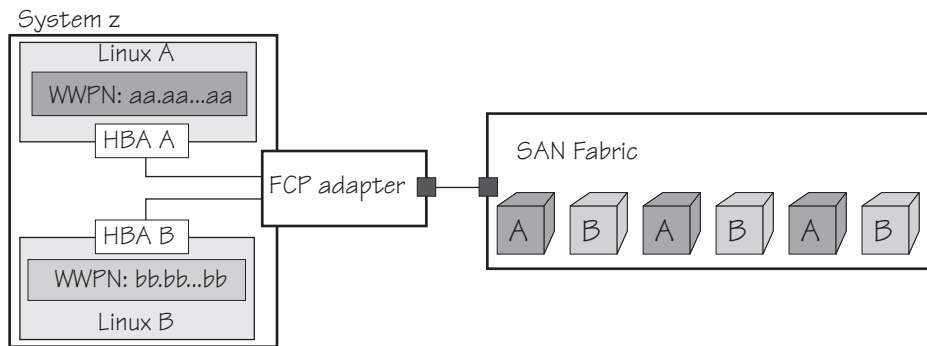 System z
Linux A
WWPN: aa.aa...aa
HBA A
FCP adapter
HBA B
WWPN: bb.bb...bb
Linux B
SAN Fabric
A B A B A B